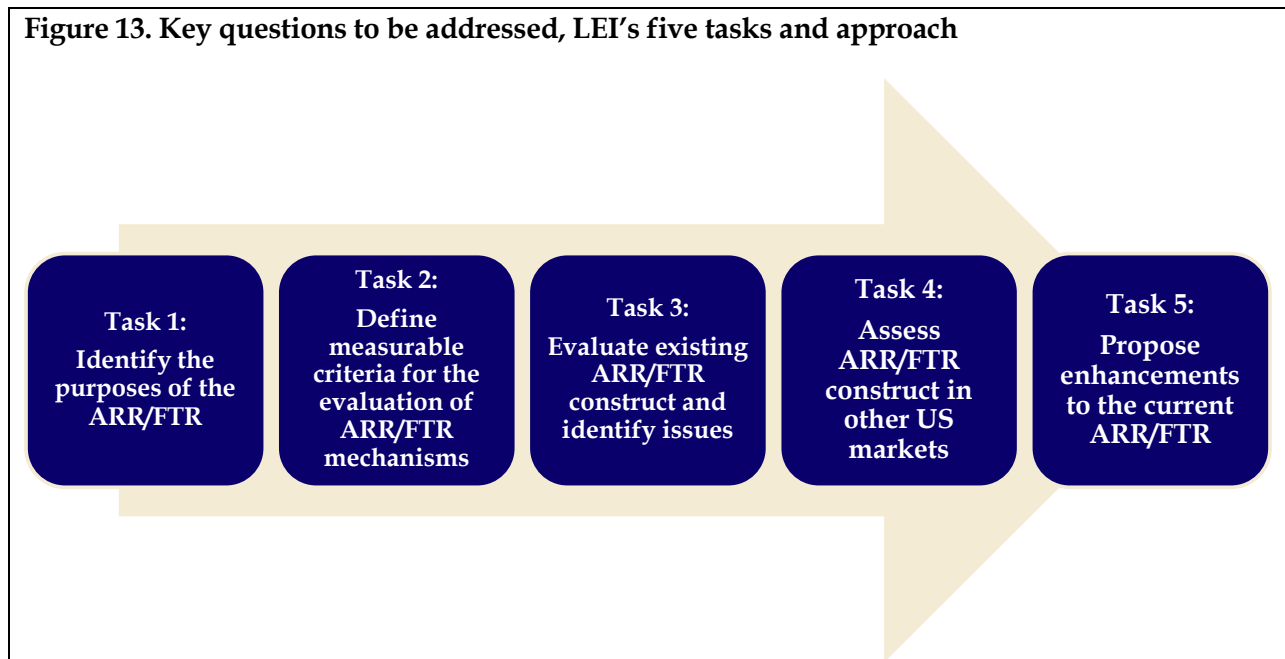 Figure 13. Key questions to be addressed, LEI’s five tasks and approach
Task 1:
Identify the
purposes of the
ARR/FTR
Task 2:
Define
measurable
criteria for the
evaluation of
ARR/FTR
mechanisms
Task 3:
Evaluate existing
ARR/FTR
construct and
identify issues
Task 4:
Assess
ARR/FTR
construct in
other US
markets
Task 5:
Propose
enhancements
to the current
ARR/FTR